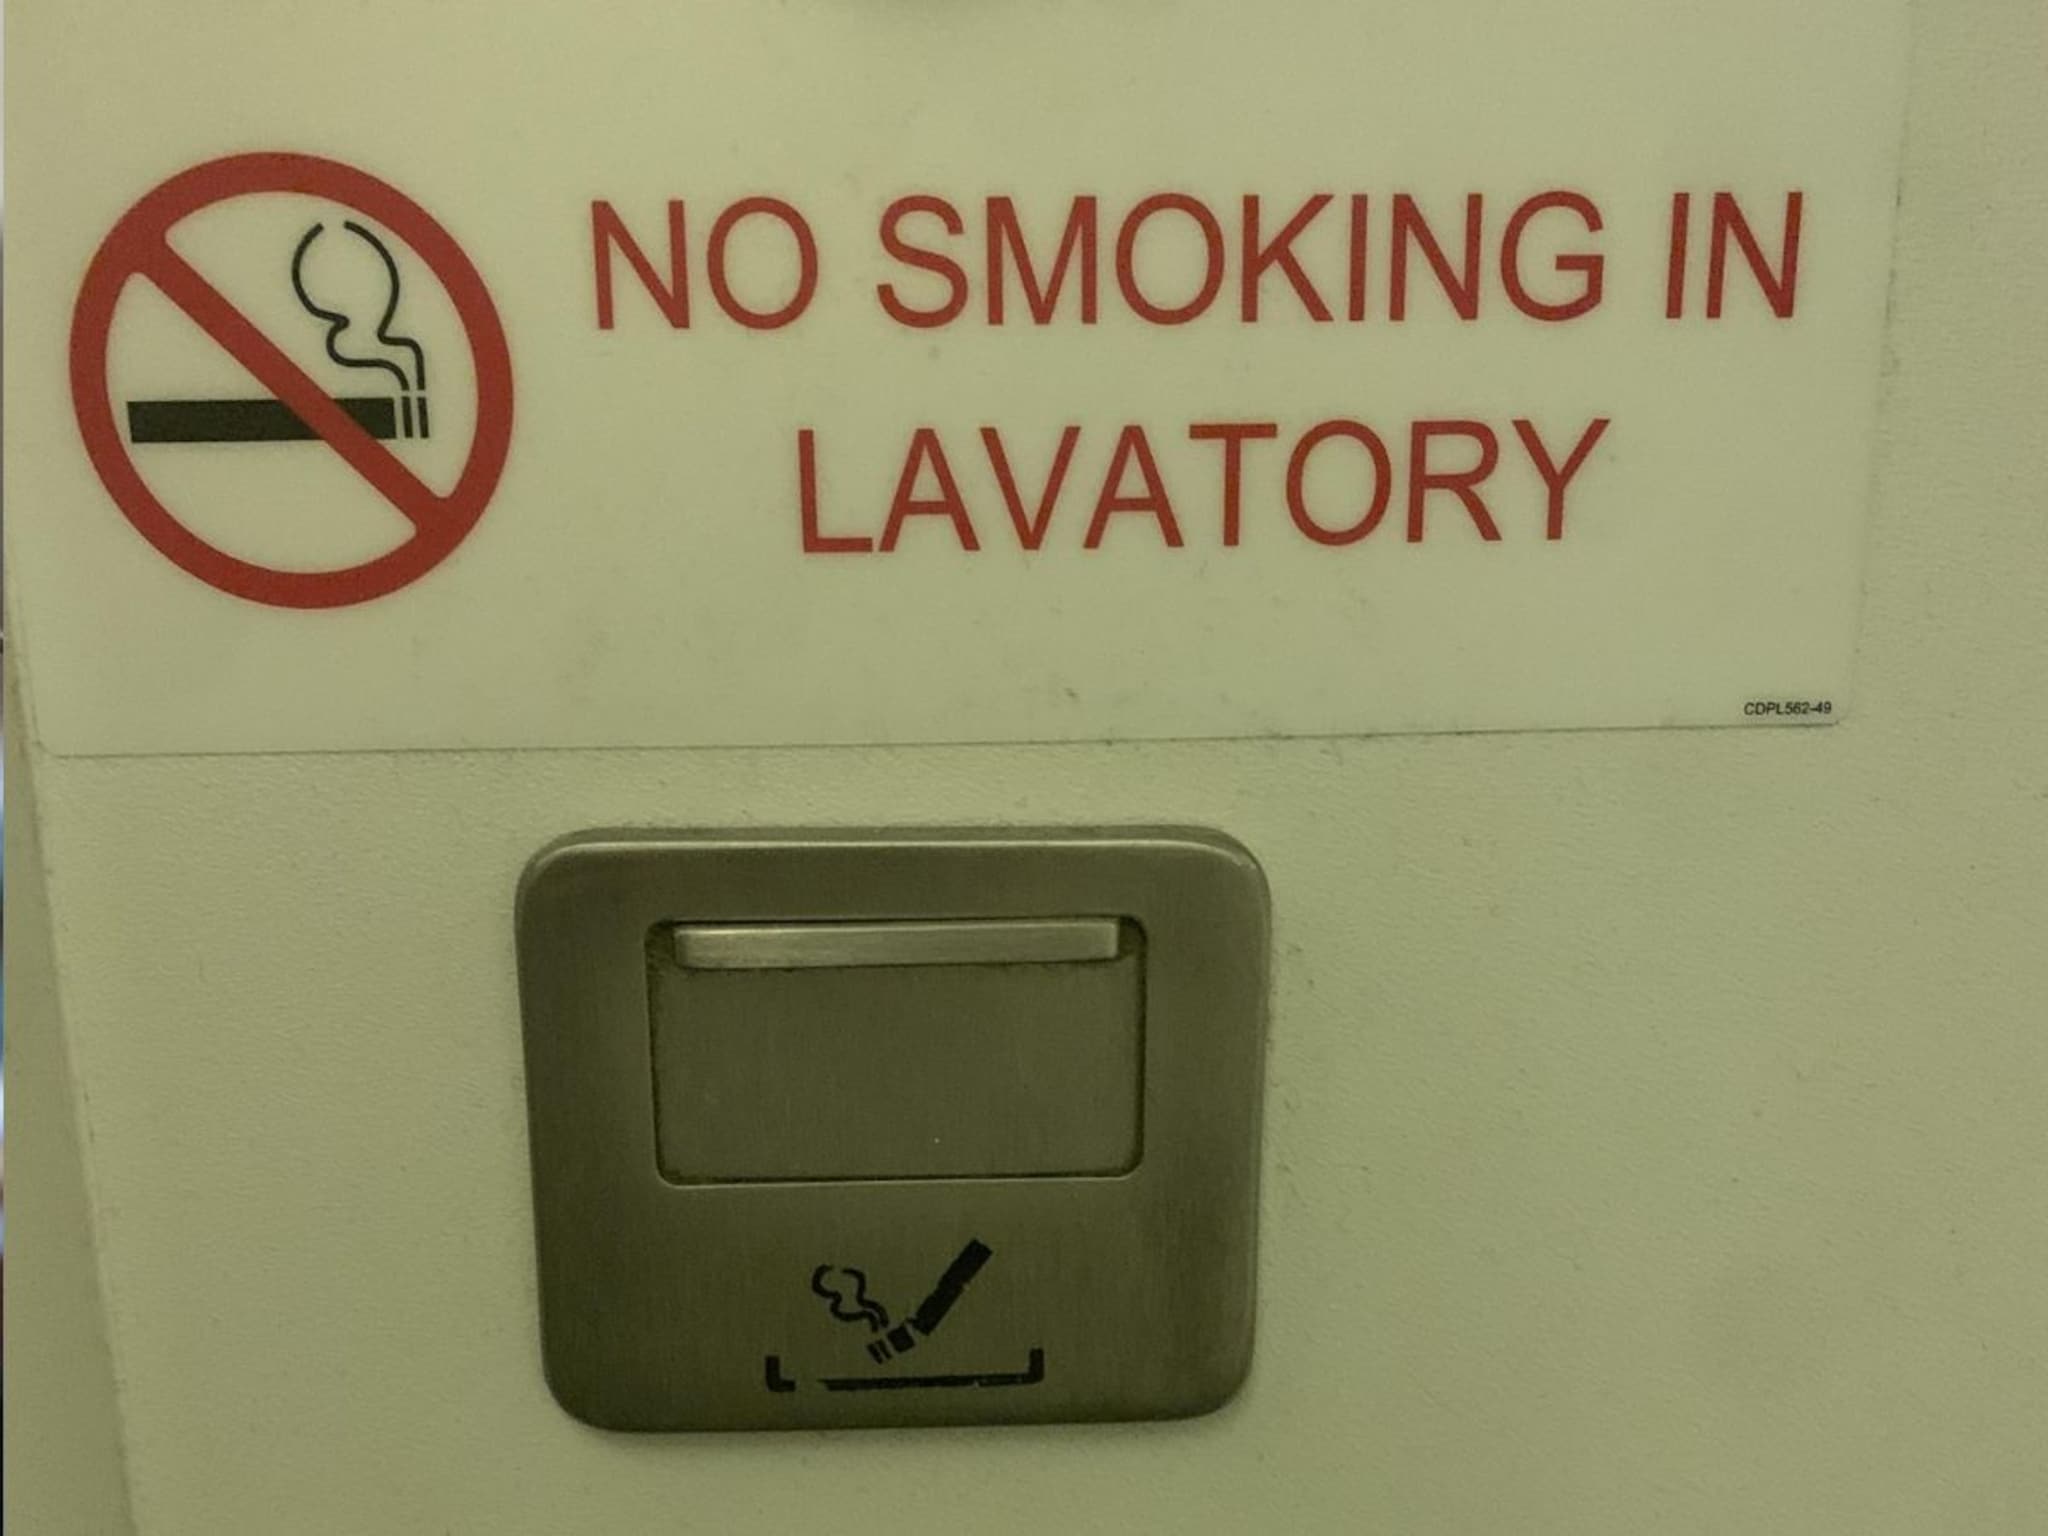 NO SMOKING IN
LAVATORY
CDPL562-49